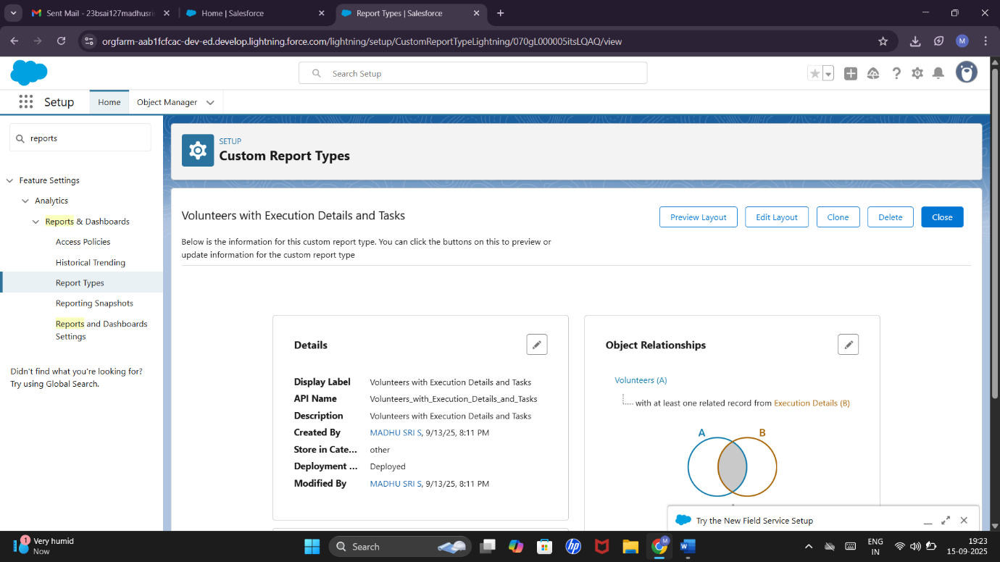 Sent Mail - 23bsai127madhusri
Home | Salesforce
Report Types | Salesforce
orgfarm-aab1fcfcac-dev-ed.develop.lightning.force.com/lightning/setup/CustomReportTypeLightning/070gL000005itsLQAQ/view
M
Search Setup
Setup
Home
Object Manager
reports
SETUP
Custom Report Types
Feature Settings
Analytics
Reports & Dashboards
Access Policies
Historical Trending
Report Types
Reporting Snapshots
Reports and Dashboards
Settings
Didn't find what you're looking for?
Try using Global Search.
Volunteers with Execution Details and Tasks
Preview Layout
Edit Layout
Clone
Delete
Close
Below is the information for this custom report type. You can click the buttons on this to preview or
update information for the custom report type
Details
Display Label Volunteers with Execution Details and Tasks
API Name Volunteers_with_Execution_Details_and_Tasks
Description Volunteers with Execution Details and Tasks
Created By MADHU SRI S, 9/13/25, 8:11 PM
Store in Cate... other
Deployment ... Deployed
Modified By MADHU SRI S, 9/13/25, 8:11 PM
Object Relationships
Volunteers (A)
with at least one related record from Execution Details (B)
A B
Try the New Field Service Setup
1
Very humid
Now
Search
hp
M
W
ENG
IN
19:23
15-09-2025